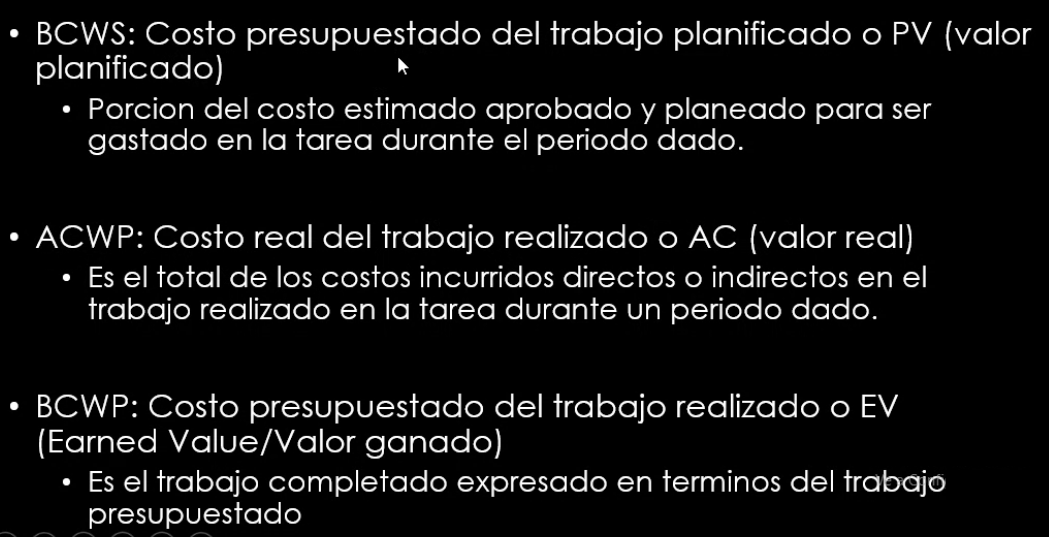 • BCWS: Costo presupuestado del trabajo planificado o PV (valor
planificado)
• Porcion del costo estimado aprobado y planeado para ser
gastado en la tarea durante el periodo dado.
• ACWP: Costo real del trabajo realizado o AC (valor real)
• Es el total de los costos incurridos directos o indirectos en el
trabajo realizado en la tarea durante un periodo dado.
• BCWP: Costo presupuestado del trabajo realizado o EV
(Earned Value/Valor ganado)
• Es el trabajo completado expresado en terminos del trabajo
presupuestado